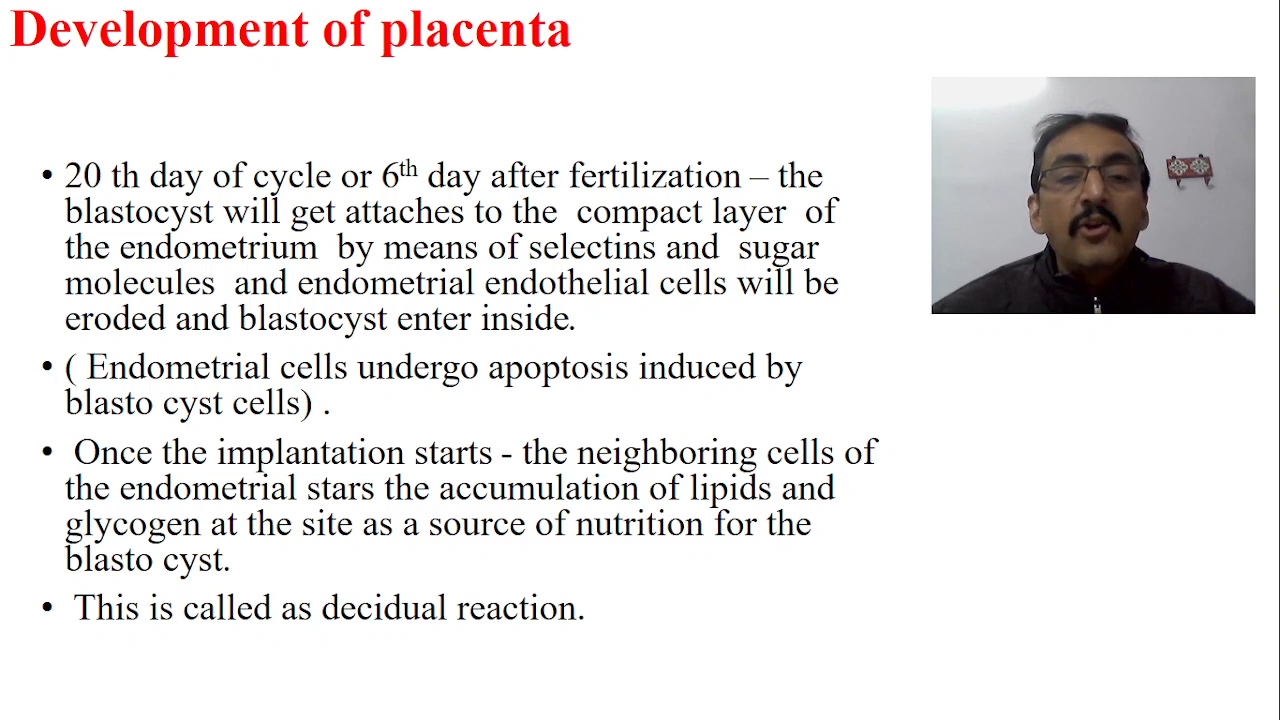 Development of placenta
• 20 th day of cycle or 6th day after fertilization – the
blastocyst will get attaches to the compact layer of
the endometrium by means of selectins and sugar
molecules and endometrial endothelial cells will be
eroded and blastocyst enter inside.
• ( Endometrial cells undergo apoptosis induced by
blasto cyst cells) .
• Once the implantation starts - the neighboring cells of
the endometrial stars the accumulation of lipids and
glycogen at the site as a source of nutrition for the
blasto cyst.
• This is called as decidual reaction.